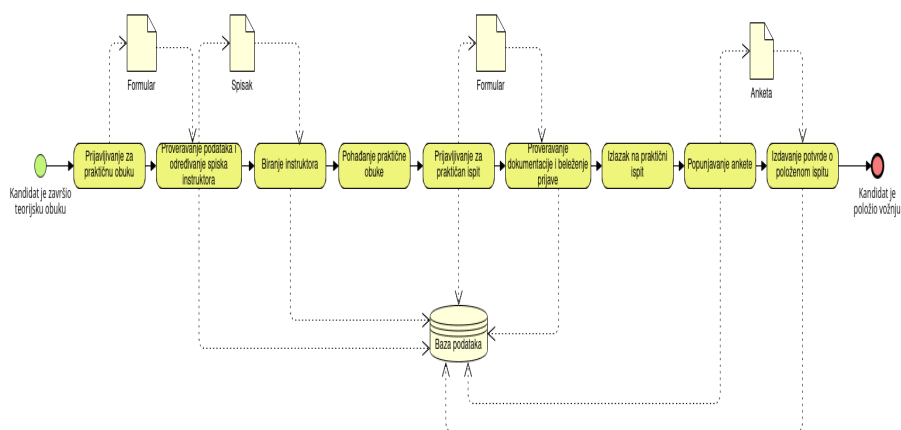 Formular
Spisak
Formular
Anketa
Prijavljivanje za
praktičnu obuku
Proveravanje podataka i
određivanje spiska
instruktora
Biranje instruktora
Pohađanje praktične
obuke
Prijavljivanje za
praktičan ispit
Proveravanje
dokumentacije i beleženje
prijave
Izlazak na praktični
ispit
Popunjavanje ankete
Izdavanje potvrde o
položenom ispitu
Kandidat je završio
teorijsku obuku
Kandidat je
položio vožnju
Baza podataka